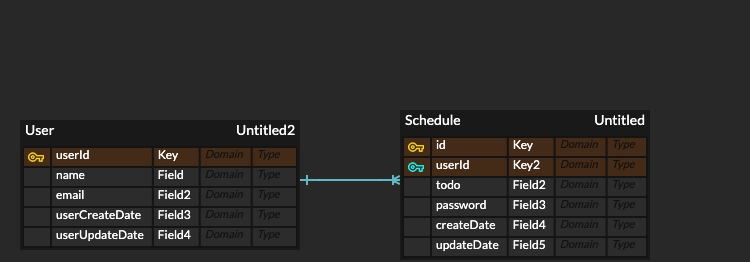 User Untitled2
userId Key Domain Type
name Field Domain Type
email Field2 Domain Type
userCreateDate Field3 Domain Type
userUpdateDate Field4 Domain Type
Schedule Untitled
id Key Domain Type
userId Key2 Domain Type
todo Field2 Domain Type
password Field3 Domain Type
createDate Field4 Domain Type
updateDate Field5 Domain Type